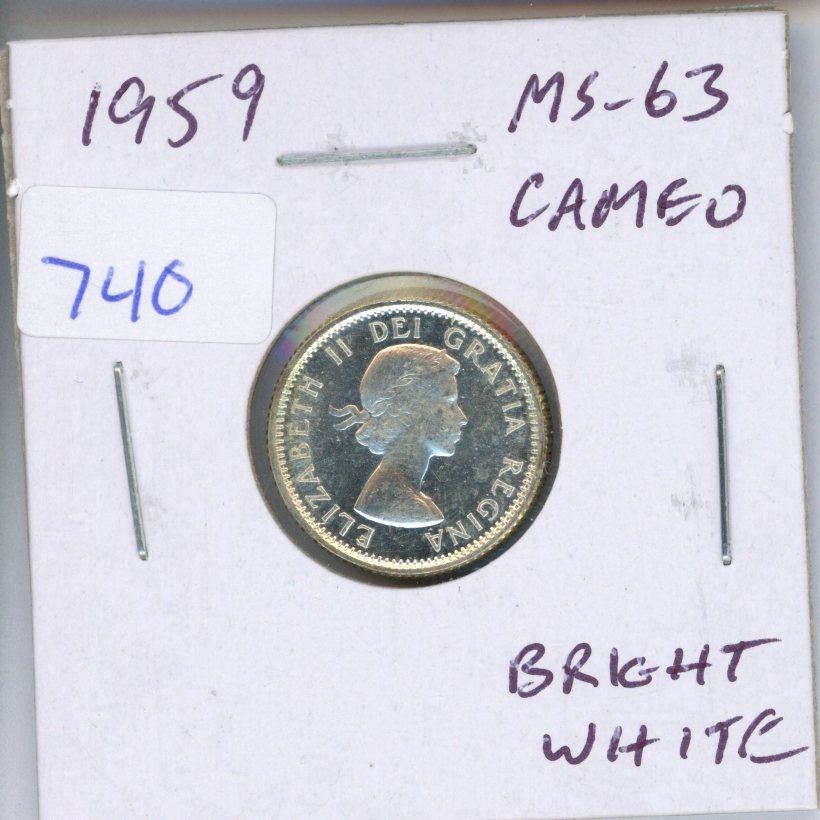 1959
MS-63
CAMEO
740
ELIZABETH II DEI GRATIA REGINA
BRIGHT
WHITE